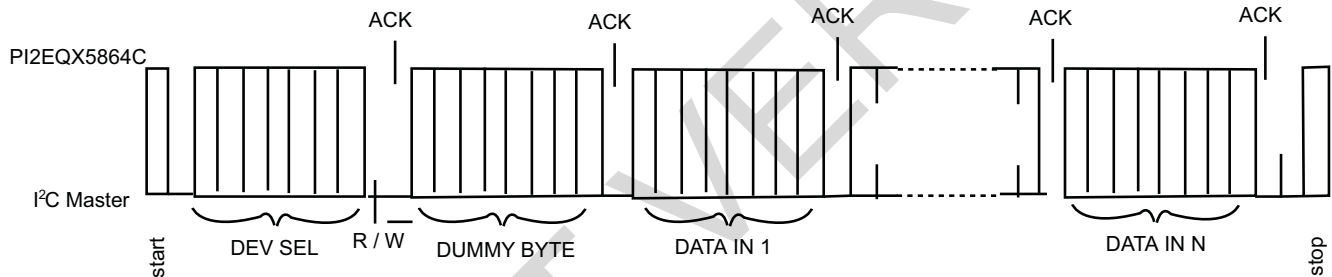 ACK ACK ACK ACK ACK
PI2EQX5864C
I²C Master
start DEV SEL R / W DUMMY BYTE DATA IN 1 DATA IN N stop
VER
T